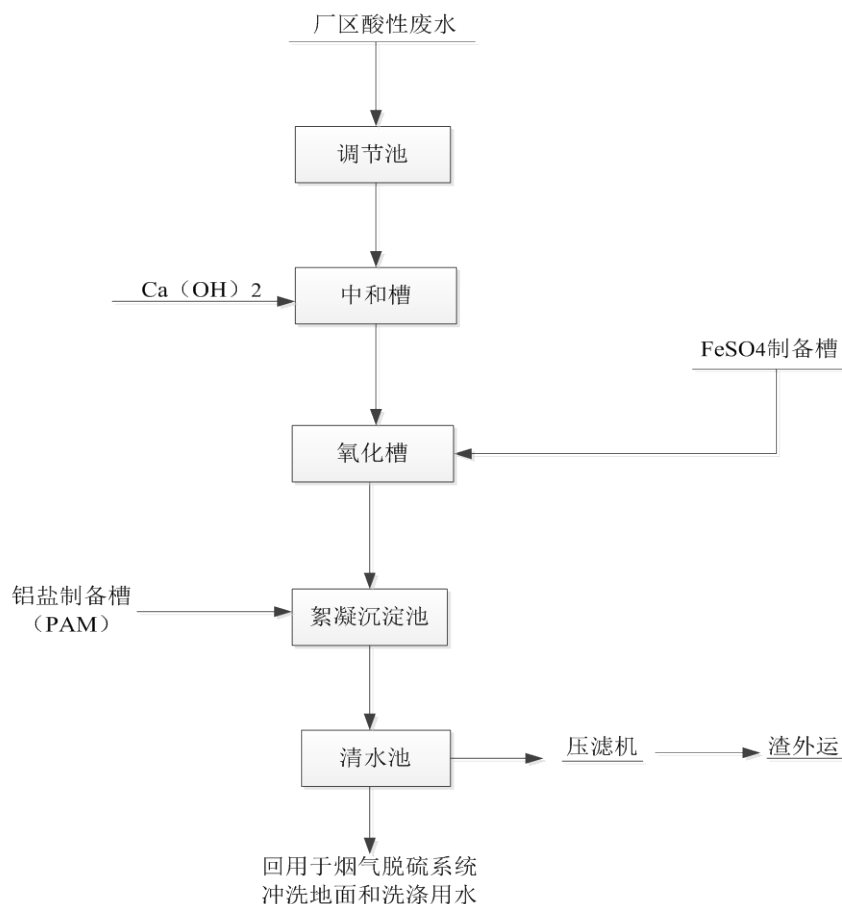 厂区酸性废水
调节池
Ca（OH）2
中和槽
FeSO4制备槽
氧化槽
铝盐制备槽
（PAM）
絮凝沉淀池
清水池
压滤机
渣外运
回用于烟气脱硫系统
冲洗地面和洗涤用水